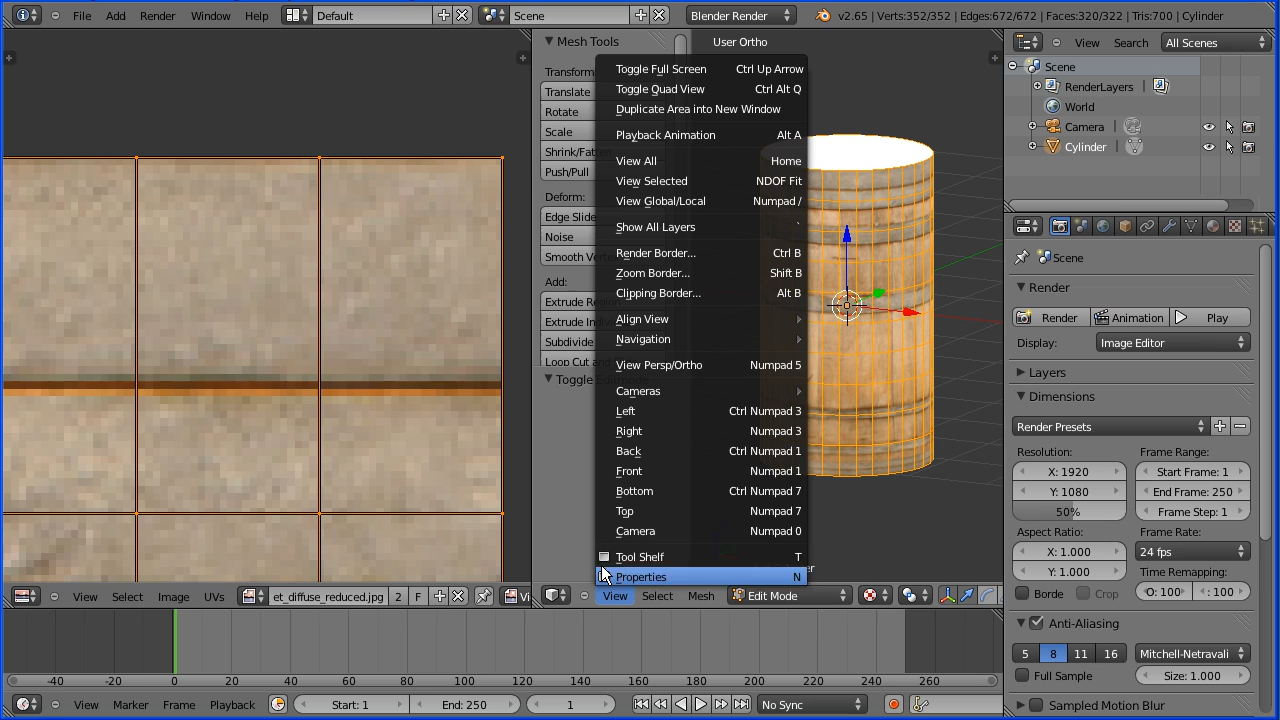 File Add Render Window Help Default Scene Blender Render v2.65 | Verts:352/352 | Edges:672/672 | Faces:320/322 | Tris:700 | Cylinder
Mesh Tools
Transform
Translate
Rotate
Scale
Shrink/Fatten
Push/Pull
Deform:
Edge Slide
Noise
Smooth
Add:
Extrude Region
Extrude
Subdivide
Loop Cut and
Toggle
User Ortho
Toggle Full Screen Ctrl Up Arrow
Toggle Quad View Ctrl Alt Q
Duplicate Area into New Window
Playback Animation Alt A
View All Home
View Selected NDOF Fit
View Global/Local Numpad /
Show All Layers `
Render Border... Ctrl B
Zoom Border... Shift B
Clipping Border... Alt B
Align View
Navigation
View Persp/Ortho Numpad 5
Cameras
Left Ctrl Numpad 3
Right Numpad 3
Back Ctrl Numpad 1
Front Numpad 1
Bottom Ctrl Numpad 7
Top Numpad 7
Camera Numpad 0
Tool Shelf T
Properties N
View Search All Scenes
Scene
RenderLayers
World
Camera
Cylinder
Scene
Render
Render Animation Play
Display: Image Editor
Layers
Dimensions
Render Presets
Resolution: Frame Range:
X: 1920 Start Frame: 1
Y: 1080 End Frame: 250
50% Frame Step: 1
Aspect Ratio: Frame Rate:
X: 1.000 24 fps
Y: 1.000 Time Remapping:
Borde Crop O: 100 : 100
Anti-Aliasing
5 8 11 16 Mitchell-Netravali
Full Sample Size: 1.000
Sampled Motion Blur
View Select Image UVs et_diffuse_reduced.jpg 2 F Vi
View Select Mesh Edit Mode
-40 -20 0 20 40 60 80 100 120 140 160 180 200 220 240 260
View Marker Frame Playback Start: 1 End: 250 1 No Sync